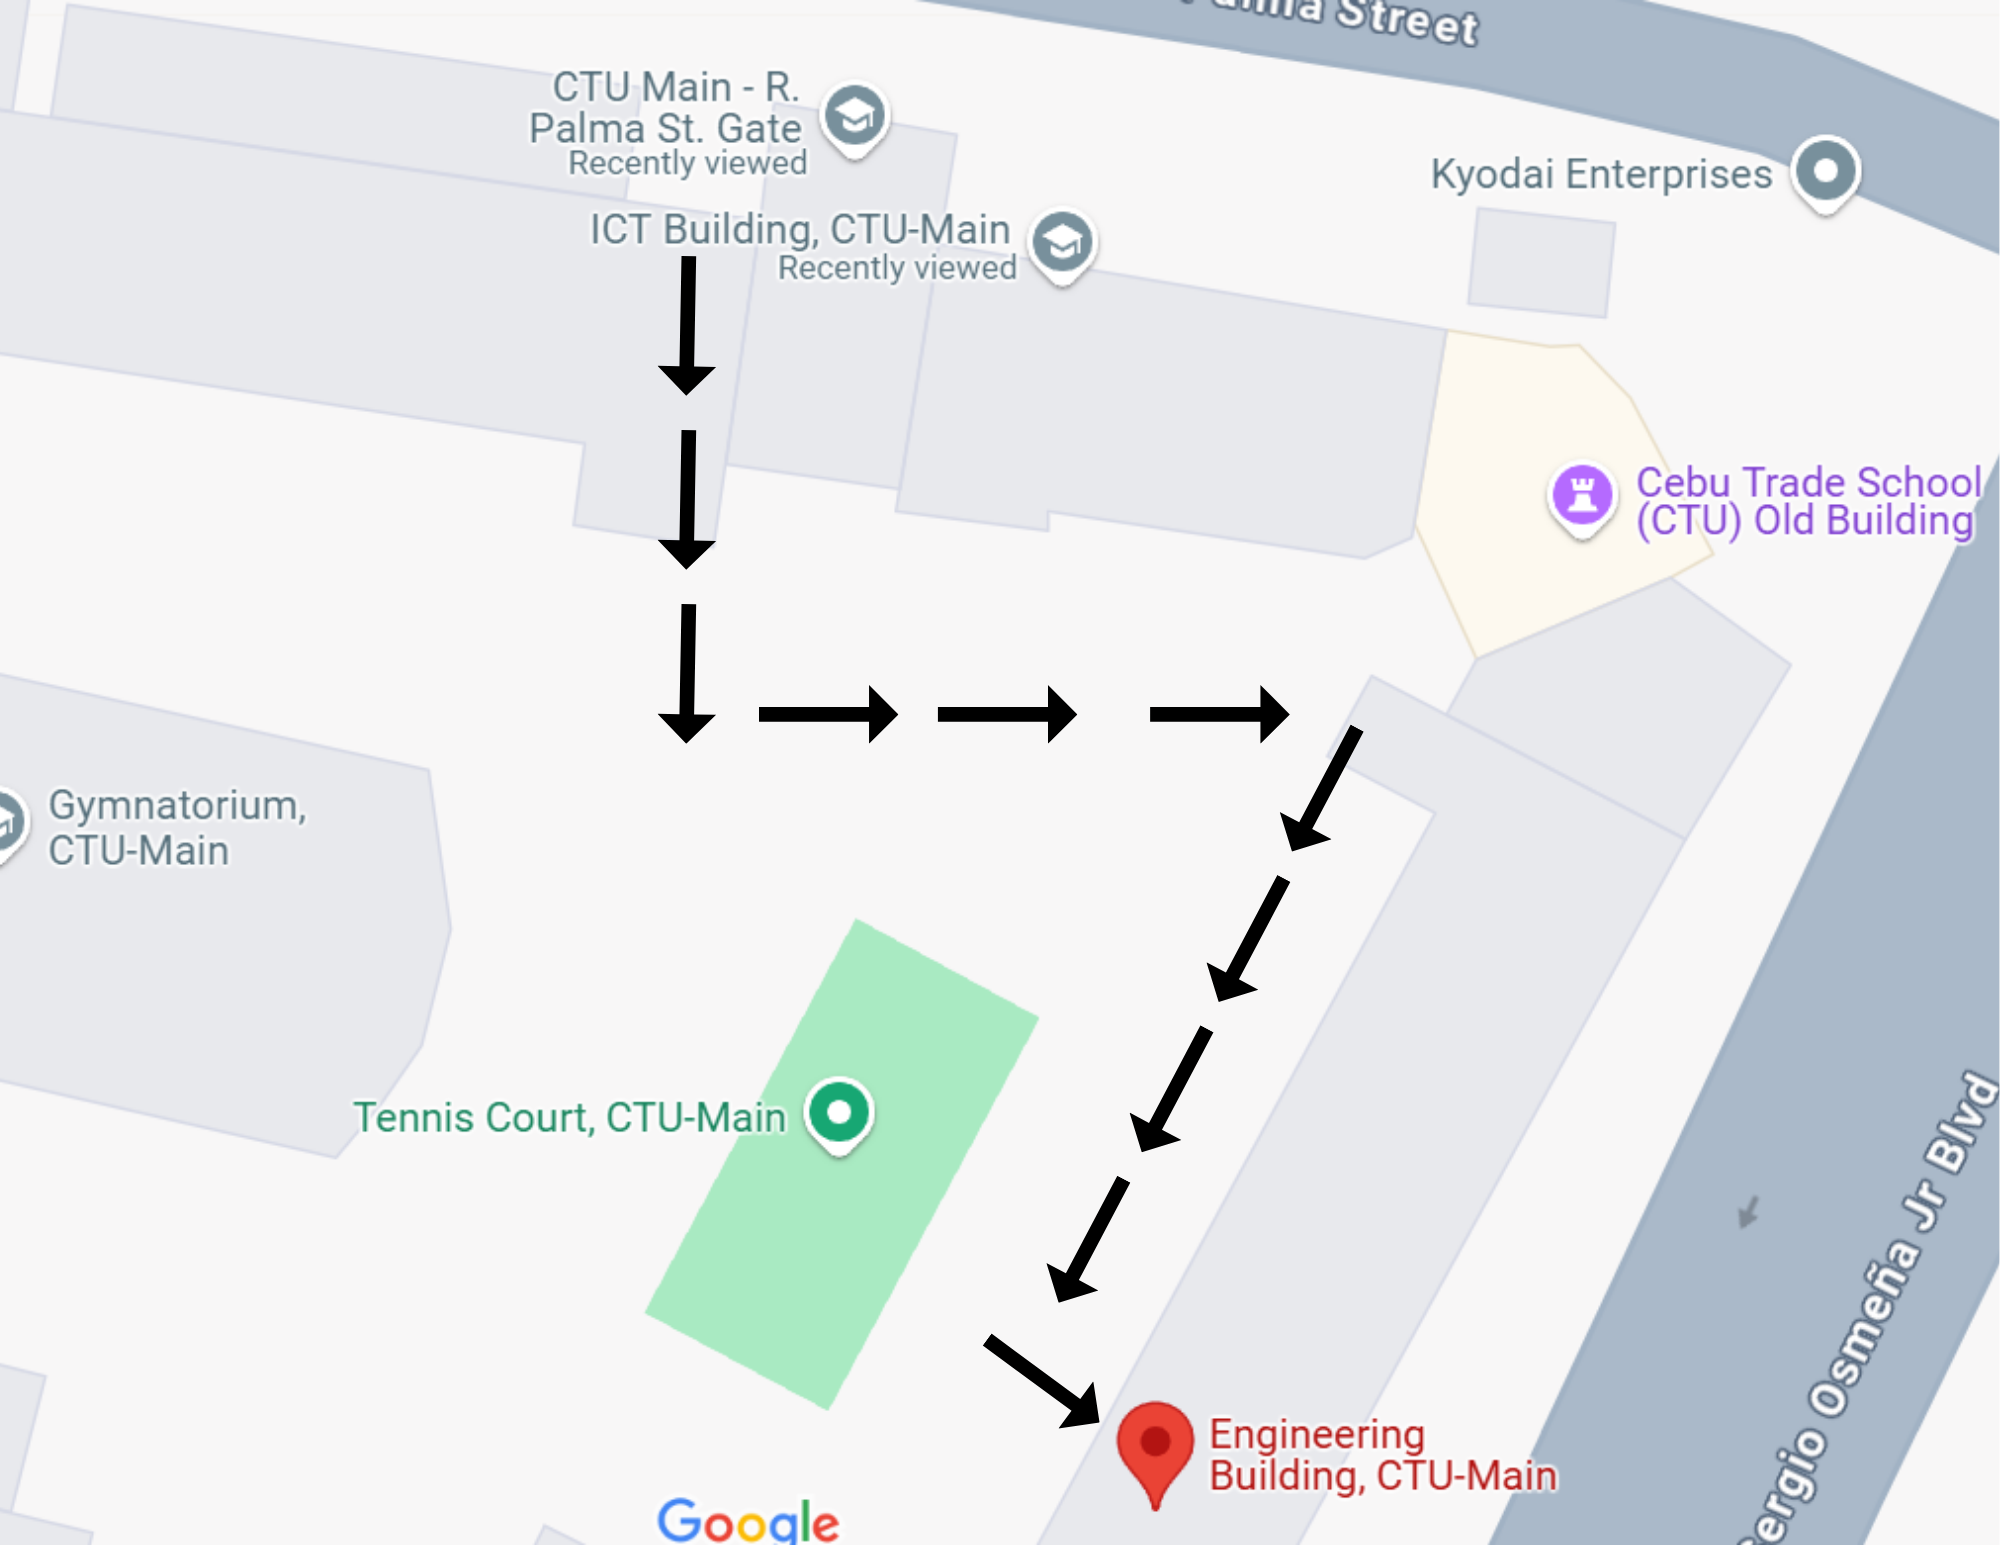 Palma Street
CTU Main - R.
Palma St. Gate
Recently viewed
Kyodai Enterprises
ICT Building, CTU-Main
Recently viewed
Cebu Trade School
(CTU) Old Building
Gymnatorium,
CTU-Main
Tennis Court, CTU-Main
Sergio Osmeña Jr Blvd
Engineering
Building, CTU-Main
Google